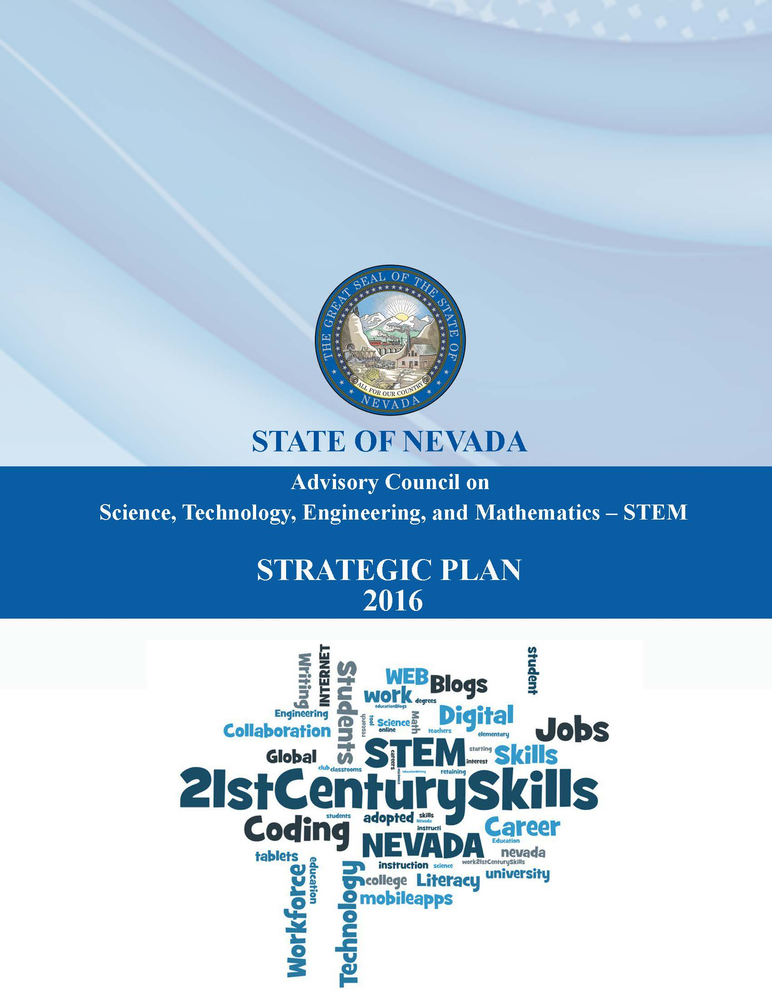 THE GREAT SEAL OF THE STATE OF
ALL FOR OUR COUNTRY
NEVADA
STATE OF NEVADA
Advisory Council on
Science, Technology, Engineering, and Mathematics – STEM
STRATEGIC PLAN
2016
Writing
INTERNET
Students
student
WEB
Blogs
work
degrees
educationBlogs
Engineering
Collaboration
research
tool
Science
online
Math
Digital
teachers
elementary
Jobs
Global
STEM
careers
starting
interest
Skills
club
classrooms
retaining
21stCenturySkills
students
adopted
skills
Nevada
instructi
Coding
Career
Education
NEVADA
nevada
tablets
education
work21stCenturySkills
instruction
science
university
college
Literacy
mobileapps
Workforce
Technology